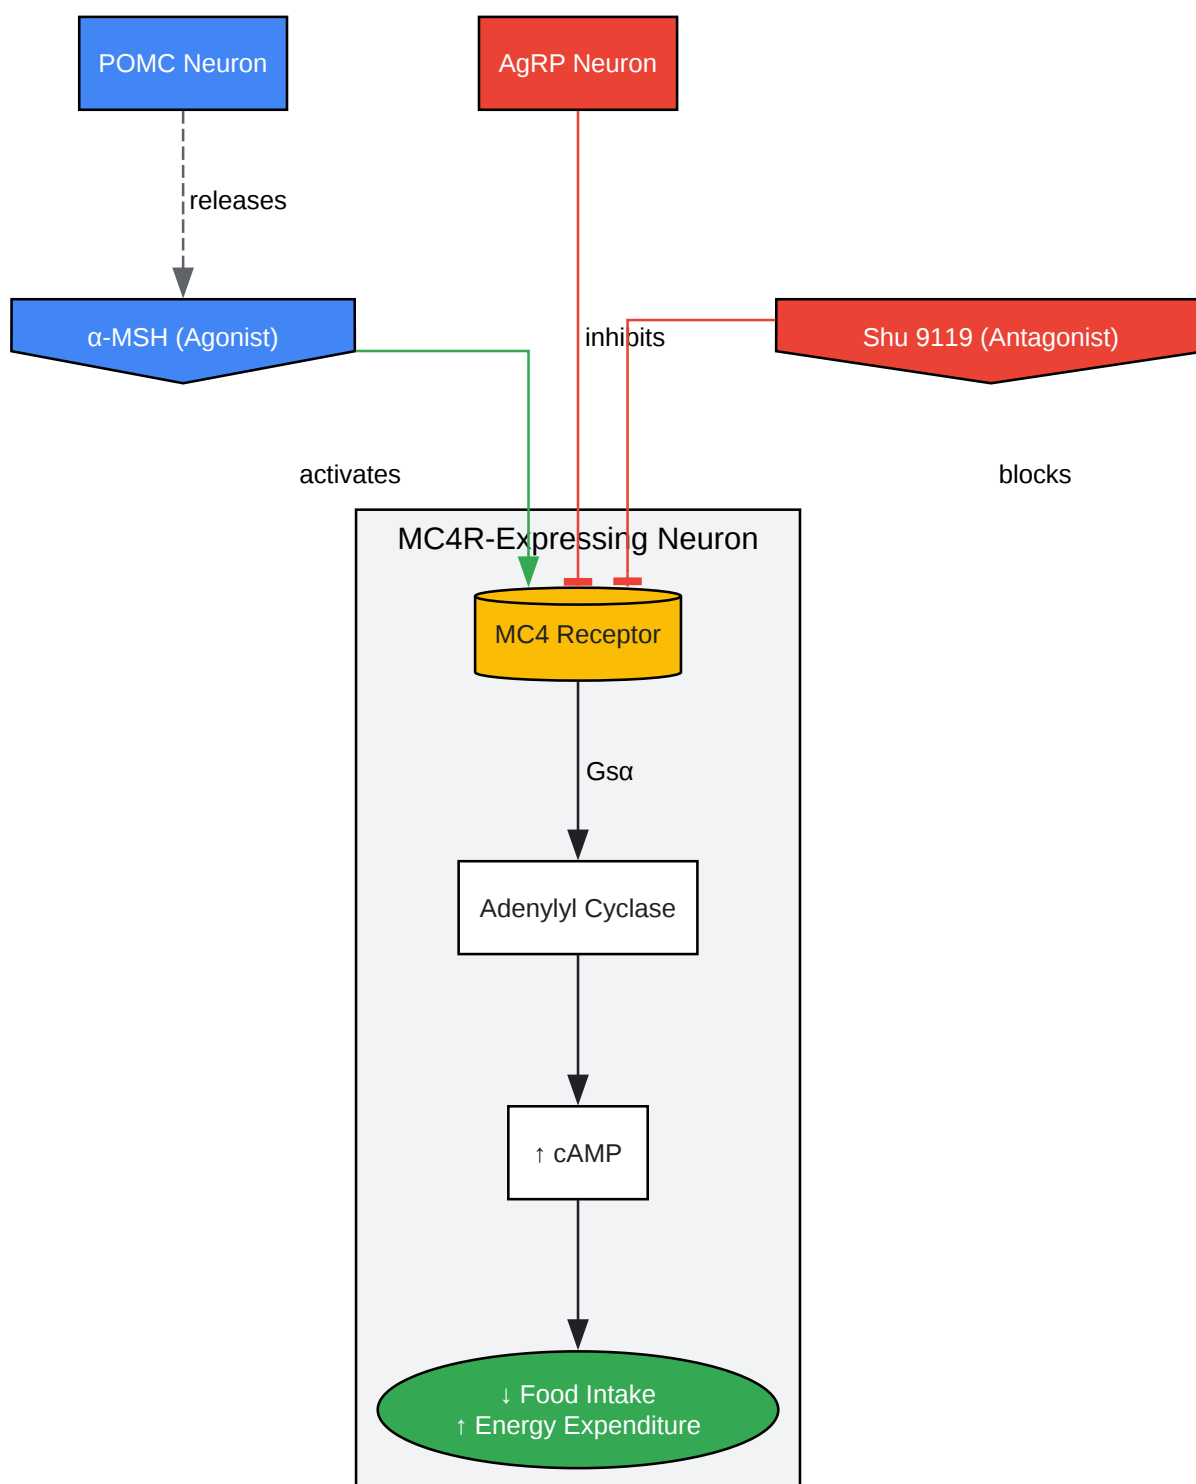 POMC Neuron
AgRP Neuron
releases
α-MSH (Agonist)
inhibits
Shu 9119 (Antagonist)
activates
blocks
MC4R-Expressing Neuron
MC4 Receptor
Gsα
Adenylyl Cyclase
↑ cAMP
↓ Food Intake
↑ Energy Expenditure